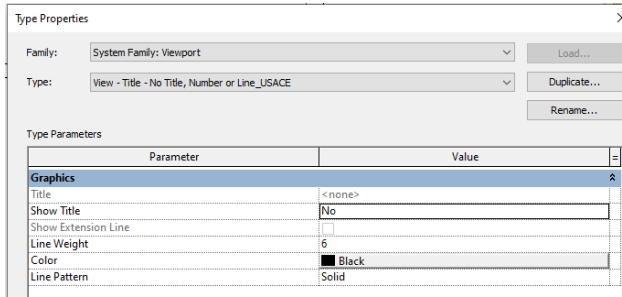 Type Properties
Family: System Family: Viewport Load...
Type: View - Title - No Title, Number or Line_USACE Duplicate...
Rename...
Type Parameters
Parameter Value =
Graphics
Title <none>
Show Title No
Show Extension Line
Line Weight 6
Color Black
Line Pattern Solid